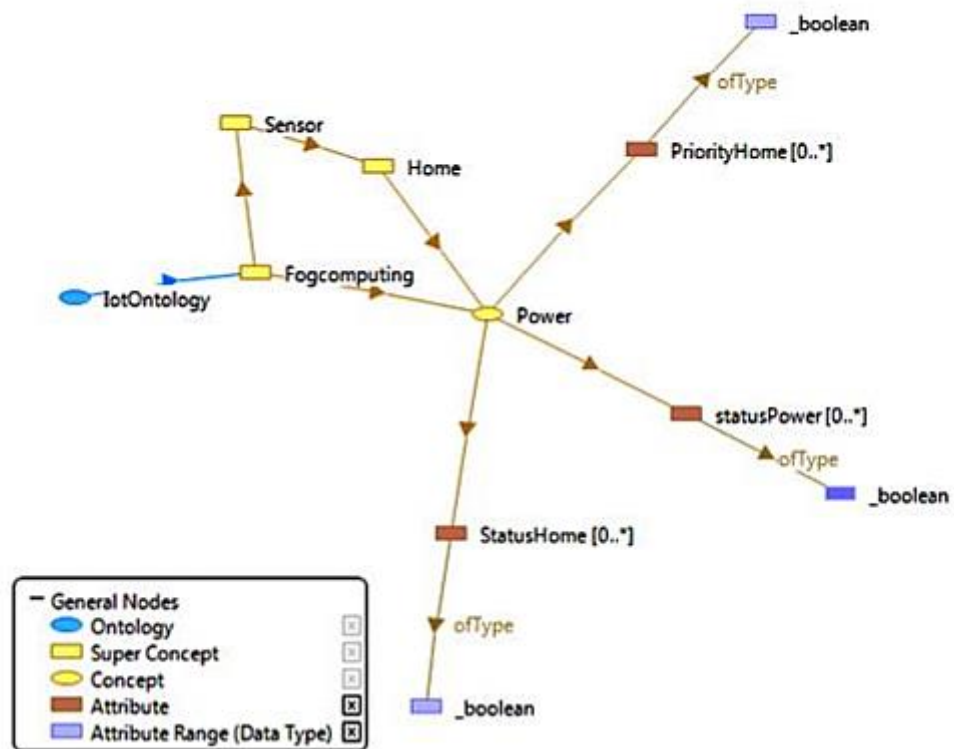 _boolean
ofType
PriorityHome [0..*]
Sensor
Home
Fogcomputing
IotOntology
Power
statusPower [0..*]
ofType
_boolean
StatusHome [0..*]
ofType
_boolean
General Nodes
Ontology
Super Concept
Concept
Attribute
Attribute Range (Data Type)